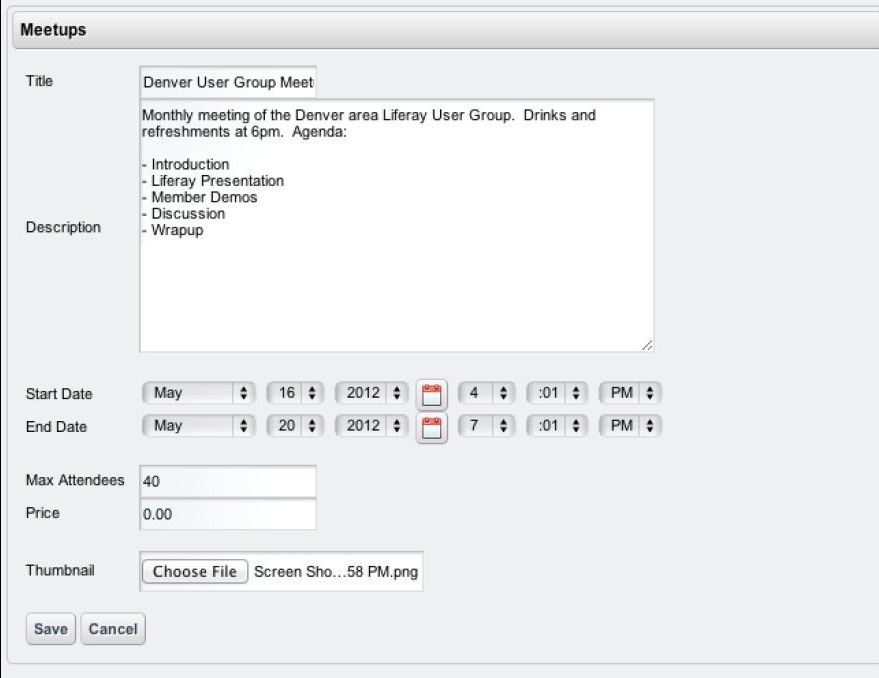 Meetups
Title
Denver User Group Meet
Monthly meeting of the Denver area Liferay User Group.  Drinks and
refreshments at 6pm.  Agenda:
- Introduction
- Liferay Presentation
- Member Demos
- Discussion
- Wrapup
Description
Start Date May 16 2012 4 :01 PM
End Date May 20 2012 7 :01 PM
Max Attendees 40
Price 0.00
Thumbnail Choose File Screen Sho...58 PM.png
Save Cancel